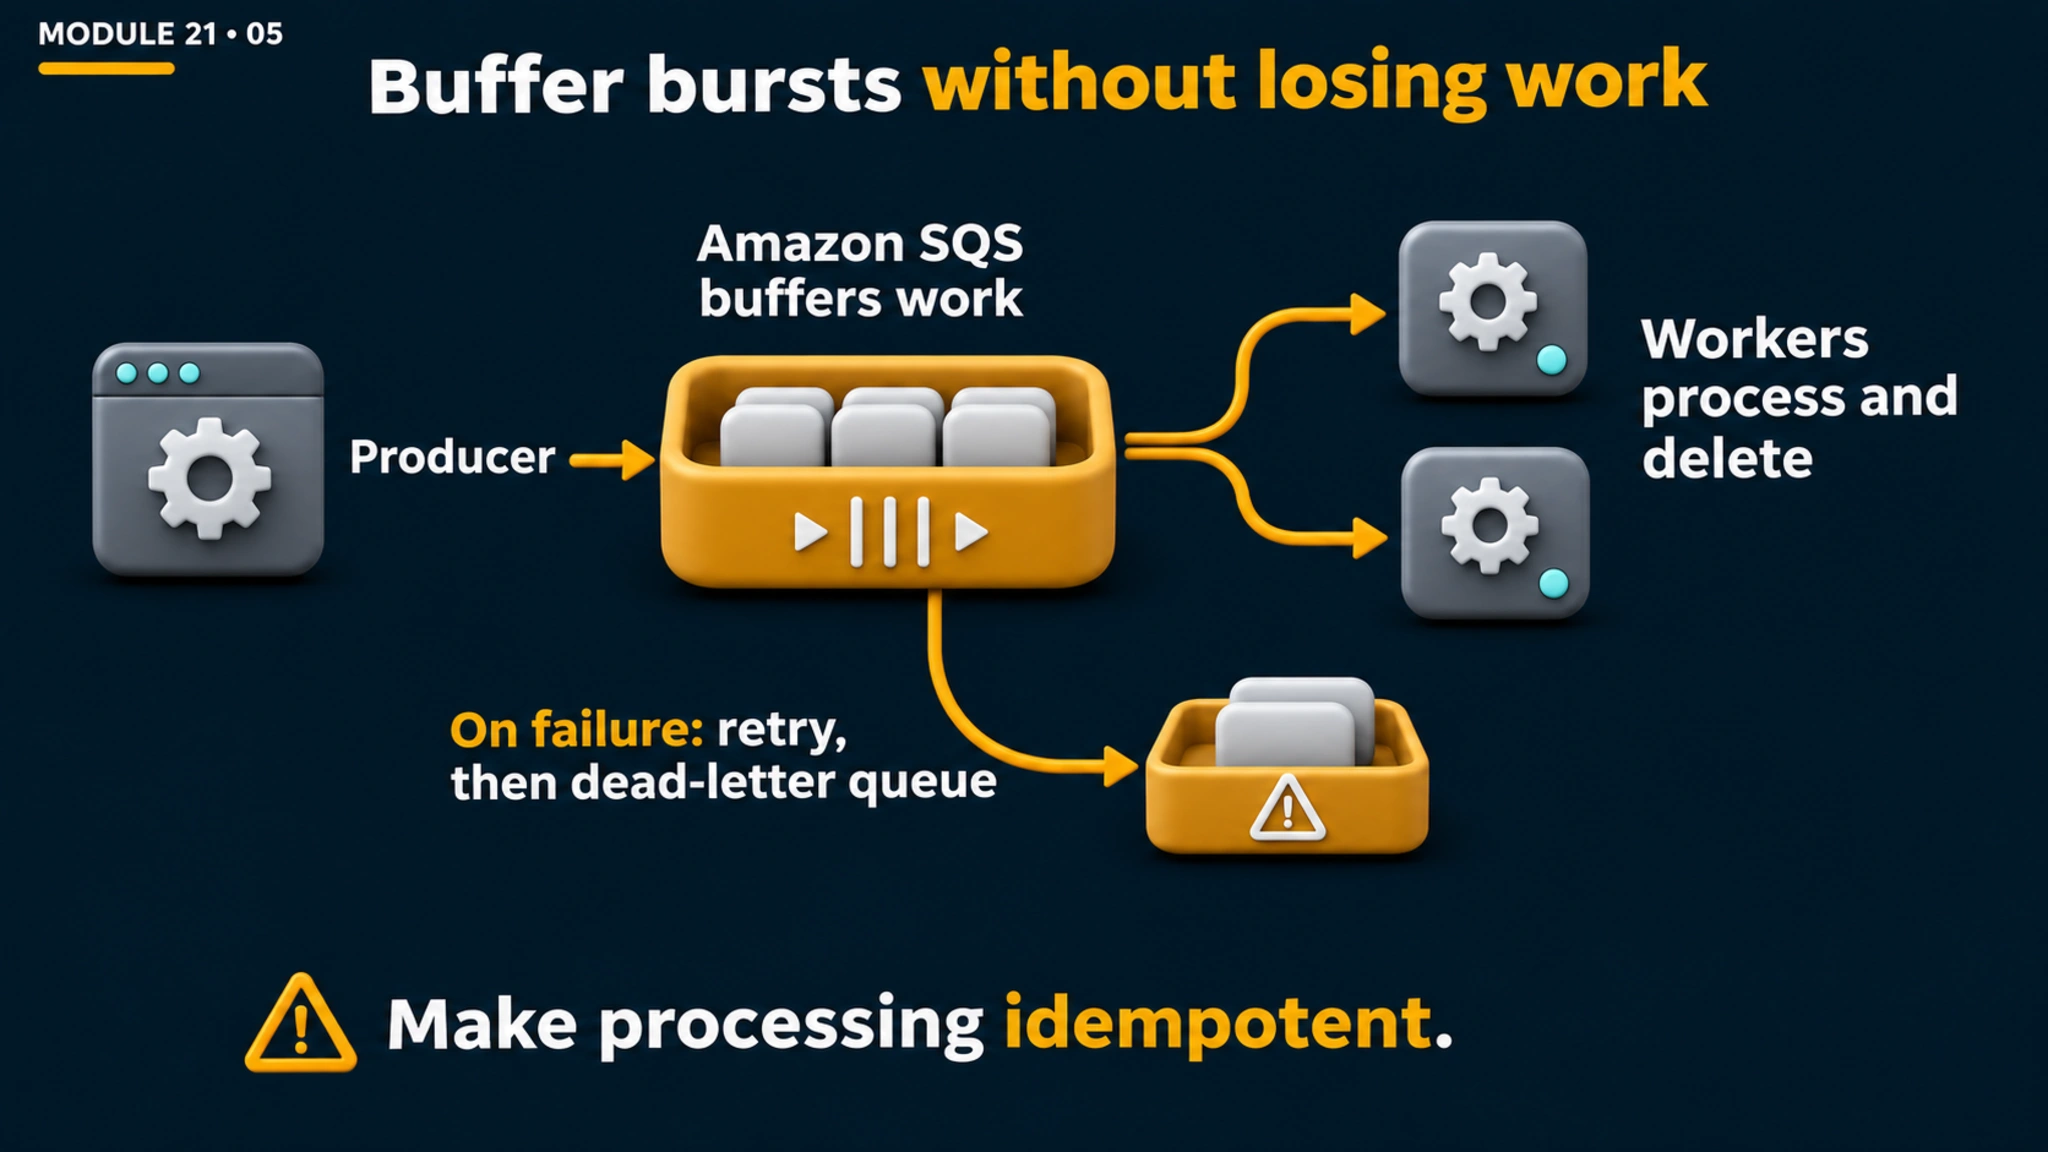 MODULE 21 • 05
Buffer bursts without losing work
Amazon SQS
buffers work
Producer
Workers
process and
delete
On failure: retry,
then dead-letter queue
Make processing idempotent.